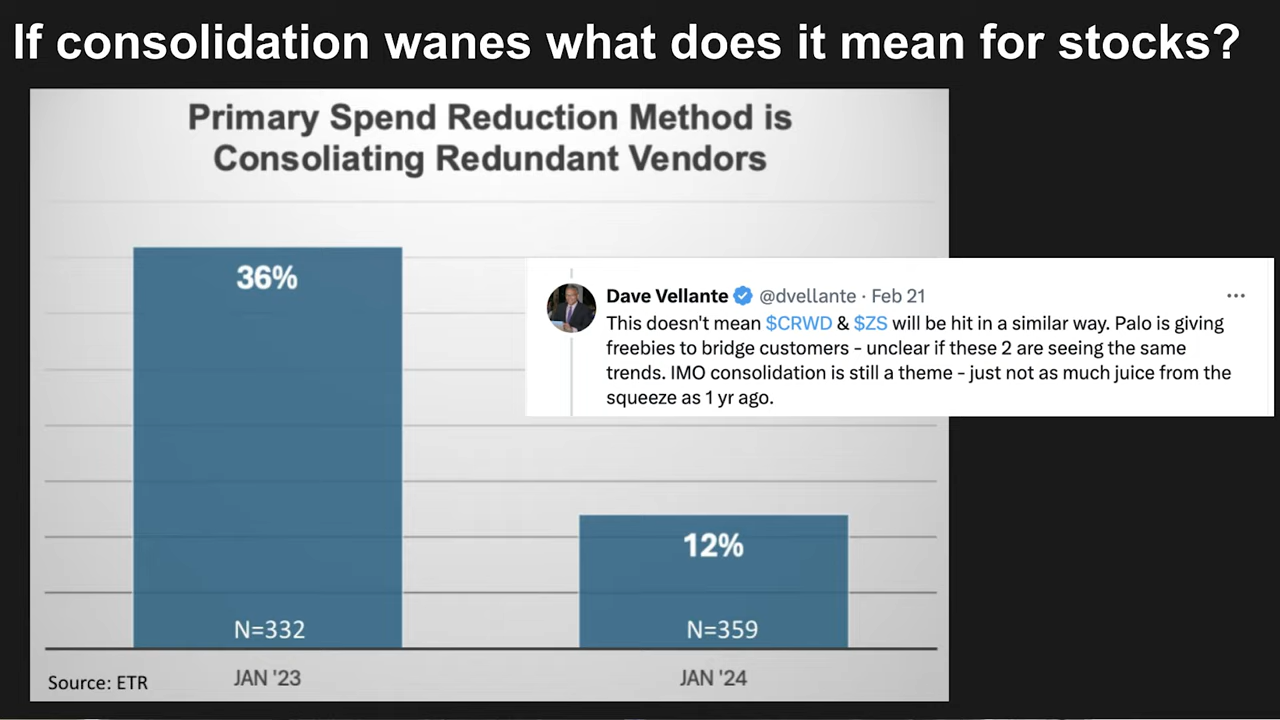 If consolidation wanes what does it mean for stocks?
Primary Spend Reduction Method is
Consoliating Redundant Vendors
36%
N=332
JAN '23
12%
N=359
JAN '24
Source: ETR
Dave Vellante @dvellante · Feb 21
This doesn't mean $CRWD & $ZS will be hit in a similar way. Palo is giving
freebies to bridge customers - unclear if these 2 are seeing the same
trends. IMO consolidation is still a theme - just not as much juice from the
squeeze as 1 yr ago.